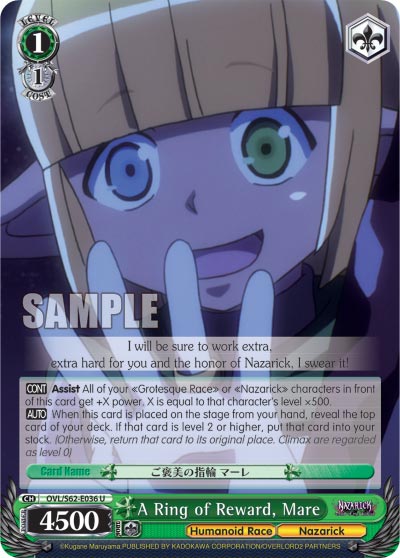 LEVEL
1
1
COST
SAMPLE
I will be sure to work extra,
extra hard for you and the honor of Nazarick, I swear it!
CONT Assist All of your «Grotesque Race» or «Nazarick» characters in front
of this card get +X power. X is equal to that character's level ×500.
AUTO When this card is placed on the stage from your hand, reveal the top
card of your deck. If that card is level 2 or higher, put that card into your
stock. (Otherwise, return that card to its original place. Climax are regarded
as level 0)
Card Name
ご褒美の指輪 マーレ
CH OVL/S62-E036 U
A Ring of Reward, Mare
POWER
4500
Humanoid Race
Nazarick
NAZARICK
©Kugane Maruyama,PUBLISHED BY KADOKAWA CORPORATION/OVERLORD2 PARTNERS